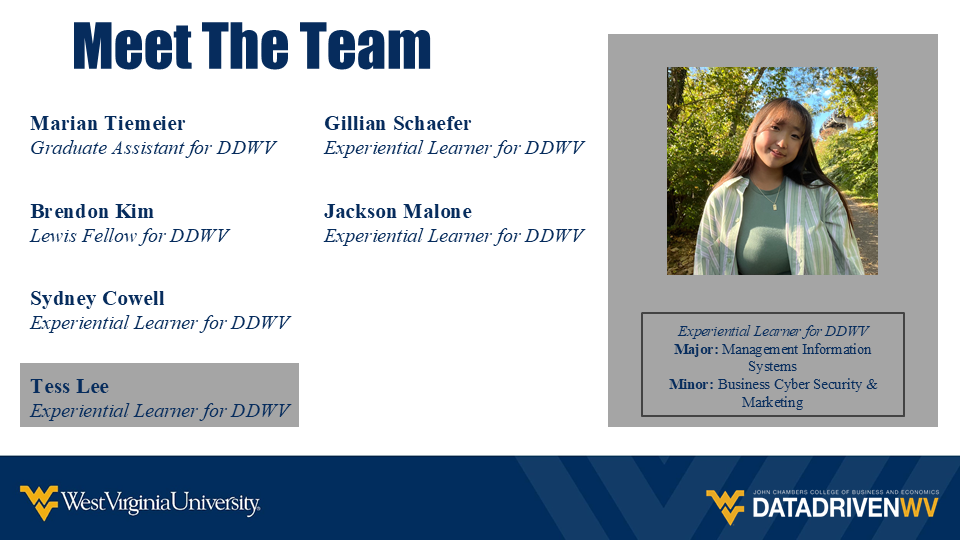 Meet The Team
Marian Tiemeier
Graduate Assistant for DDWV
Gillian Schaefer
Experiential Learner for DDWV
Brendon Kim
Lewis Fellow for DDWV
Jackson Malone
Experiential Learner for DDWV
Sydney Cowell
Experiential Learner for DDWV
Tess Lee
Experiential Learner for DDWV
Experiential Learner for DDWV
Major: Management Information
Systems
Minor: Business Cyber Security &
Marketing
WestVirginiaUniversity®
JOHN CHAMBERS COLLEGE OF BUSINESS AND ECONOMICS
DATADRIVENWV